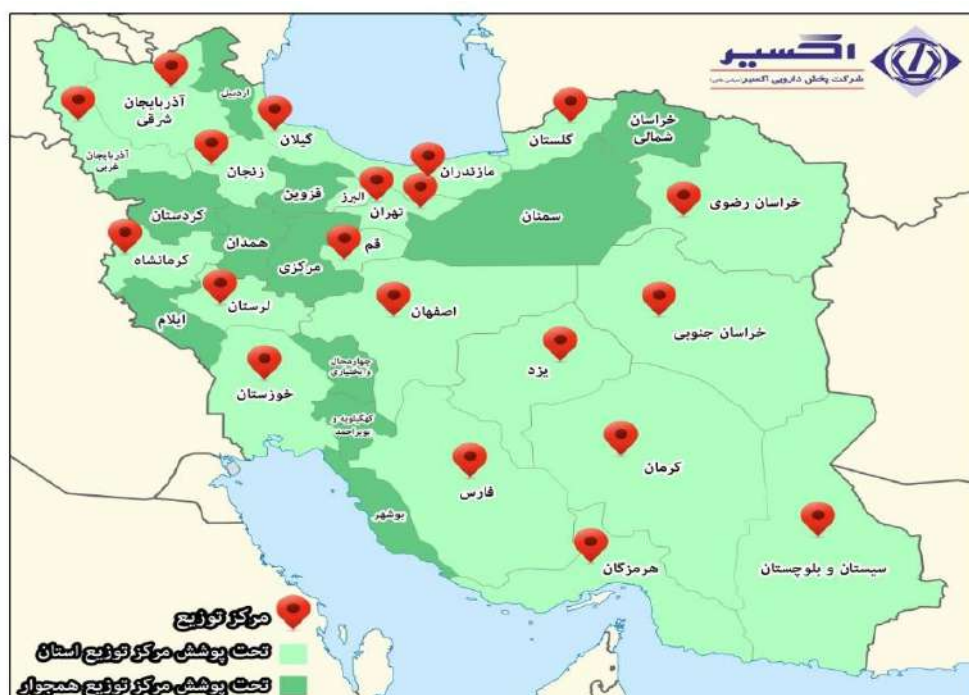 اکسیر
شرکت پخش دارویی اکسیر
آذربایجان
شرقی
اردبیل
گیلان
گلستان
خراسان
شمالی
آذربایجان
غربی
زنجان
مازندران
قزوین
البرز
تهران
سمنان
خراسان رضوی
کردستان
همدان
قم
کرمانشاه
مرکزی
ایلام
لرستان
اصفهان
خراسان جنوبی
چهارمحال
و بختیاری
یزد
خوزستان
کهگیلویه و
بویراحمد
کرمان
فارس
بوشهر
هرمزگان
سیستان و بلوچستان
مرکز توزیع
تحت پوشش مرکز توزیع استان
تحت پوشش مرکز توزیع همجوار